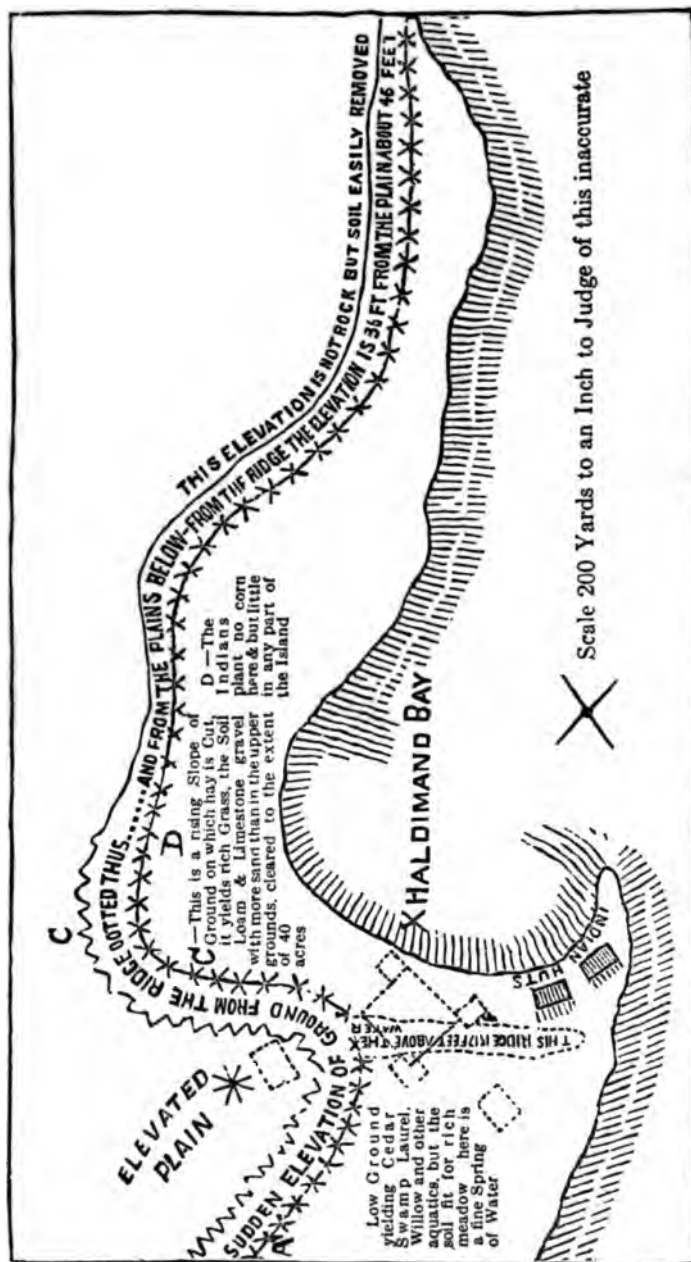 ELEVATED
PLAIN
SUDDEN ELEVATION OF GROUND FROM THE RIDGE DOTTED THUS........AND FROM THE PLAINS BELOW-FROM THE RIDGE THE ELEVATION IS 36 FT FROM THE PLAIN ABOUT 46 FEET
THIS ELEVATION IS NOT ROCK BUT SOIL EASILY REMOVED
A
C
D
C—This is a rising Slope of
Ground on which hay is Cut,
it yields rich Grass, the Soil
Loam & Limestone gravel
with more sand than in the upper
grounds, cleared to the extent
of 40
acres
D—The
Indians
plant no corn
here & but little
in any part of
the Island
Low Ground
yielding Cedar
Swamp Laurel,
Willow and other
aquatics, but the
soil fit for rich
meadow here is
a fine Spring
of Water
THIS RIDGE 17 FEET ABOVE THE
WATER
HALDIMAND BAY
INDIAN
HUTS
Scale 200 Yards to an Inch to Judge of this inaccurate